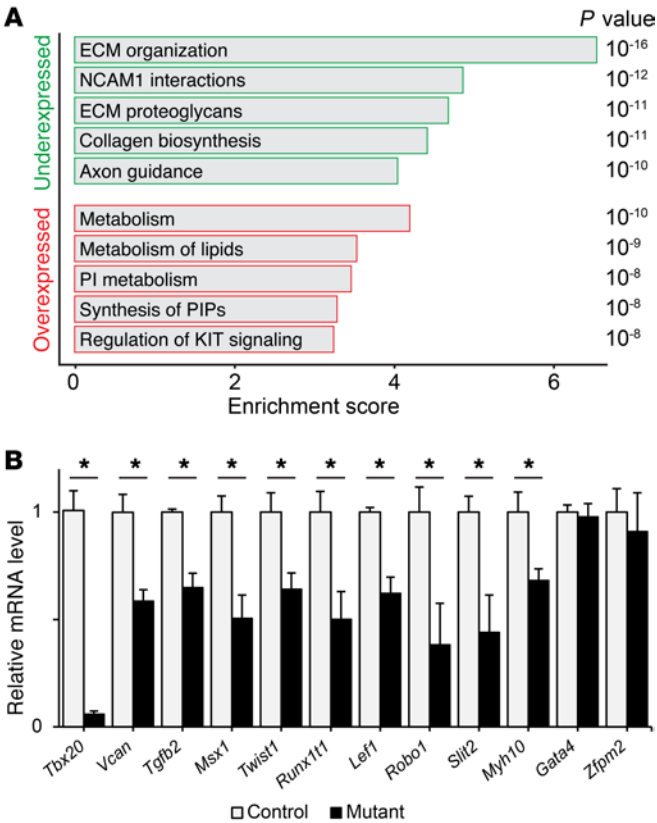 A
P value
Underexpressed
ECM organization 10-16
NCAM1 interactions 10-12
ECM proteoglycans 10-11
Collagen biosynthesis 10-11
Axon guidance 10-10
Overexpressed
Metabolism 10-10
Metabolism of lipids 10-9
PI metabolism 10-8
Synthesis of PIPs 10-8
Regulation of KIT signaling 10-8
0 2 4 6
Enrichment score
B
* * * * * * * * * *
Relative mRNA level
1
0
Tbx20 Vcan Tgfb2 Msx1 Twist1 Runx1t1 Lef1 Robo1 Slit2 Myh10 Gata4 Zfpm2
Control Mutant